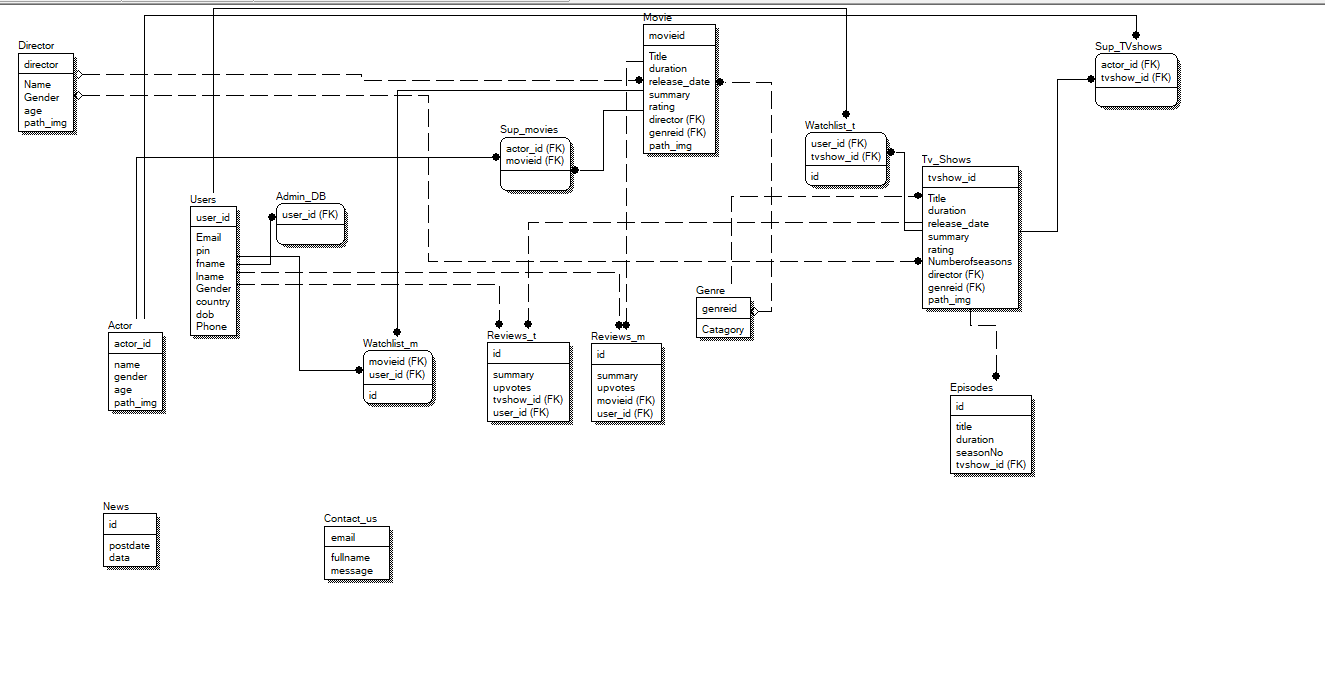 Director
director
Name
Gender
age
path_img
Movie
movieid
Title
duration
release_date
summary
rating
director (FK)
genreid (FK)
path_img
Sup_TVshows
actor_id (FK)
tvshow_id (FK)
Sup_movies
actor_id (FK)
movieid (FK)
Watchlist_t
user_id (FK)
tvshow_id (FK)
id
Tv_Shows
tvshow_id
Title
duration
release_date
summary
rating
Numberofseasons
director (FK)
genreid (FK)
path_img
Users
user_id
Email
pin
fname
lname
Gender
country
dob
Phone
Admin_DB
user_id (FK)
Genre
genreid
Catagory
Actor
actor_id
name
gender
age
path_img
Watchlist_m
movieid (FK)
user_id (FK)
id
Reviews_t
id
summary
upvotes
tvshow_id (FK)
user_id (FK)
Reviews_m
id
summary
upvotes
movieid (FK)
user_id (FK)
Episodes
id
title
duration
seasonNo
tvshow_id (FK)
News
id
postdate
data
Contact_us
email
fullname
message